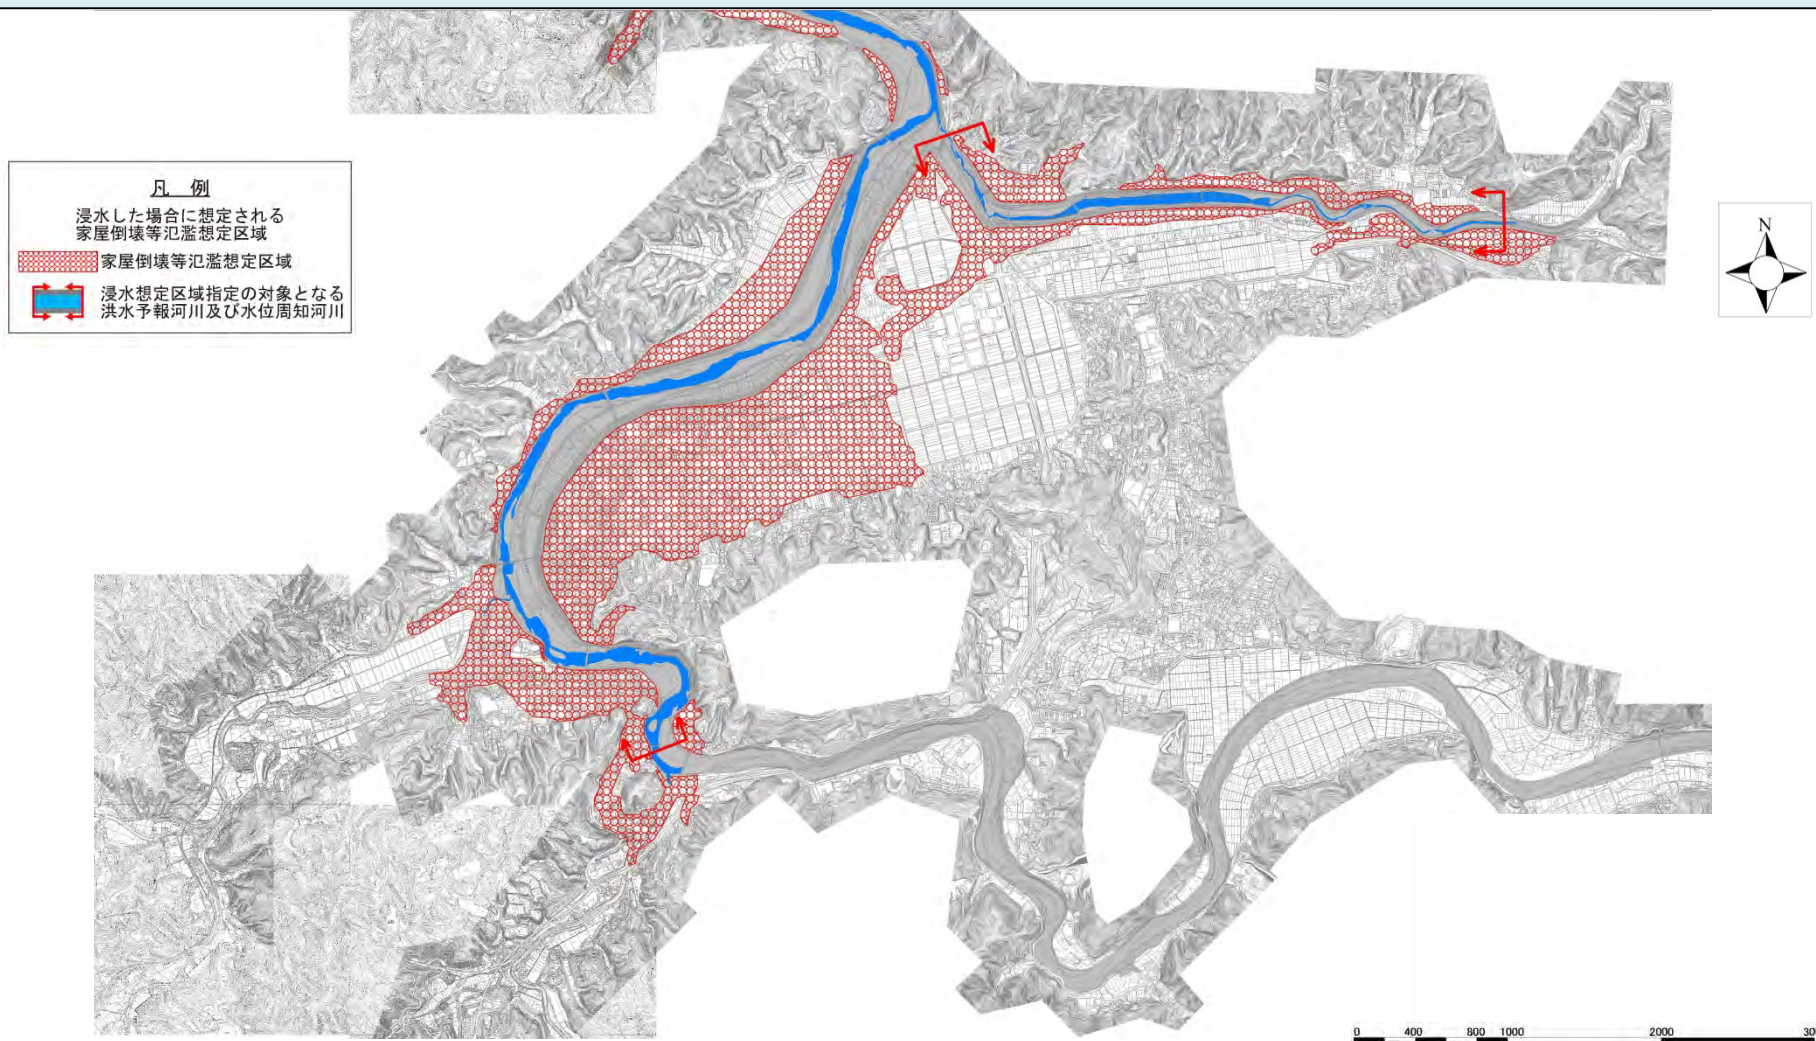 凡 例
浸水した場合に想定される
家屋倒壊等氾濫想定区域
家屋倒壊等氾濫想定区域
浸水想定区域指定の対象となる
洪水予報河川及び水位周知河川
N
0 400 800 1000 2000